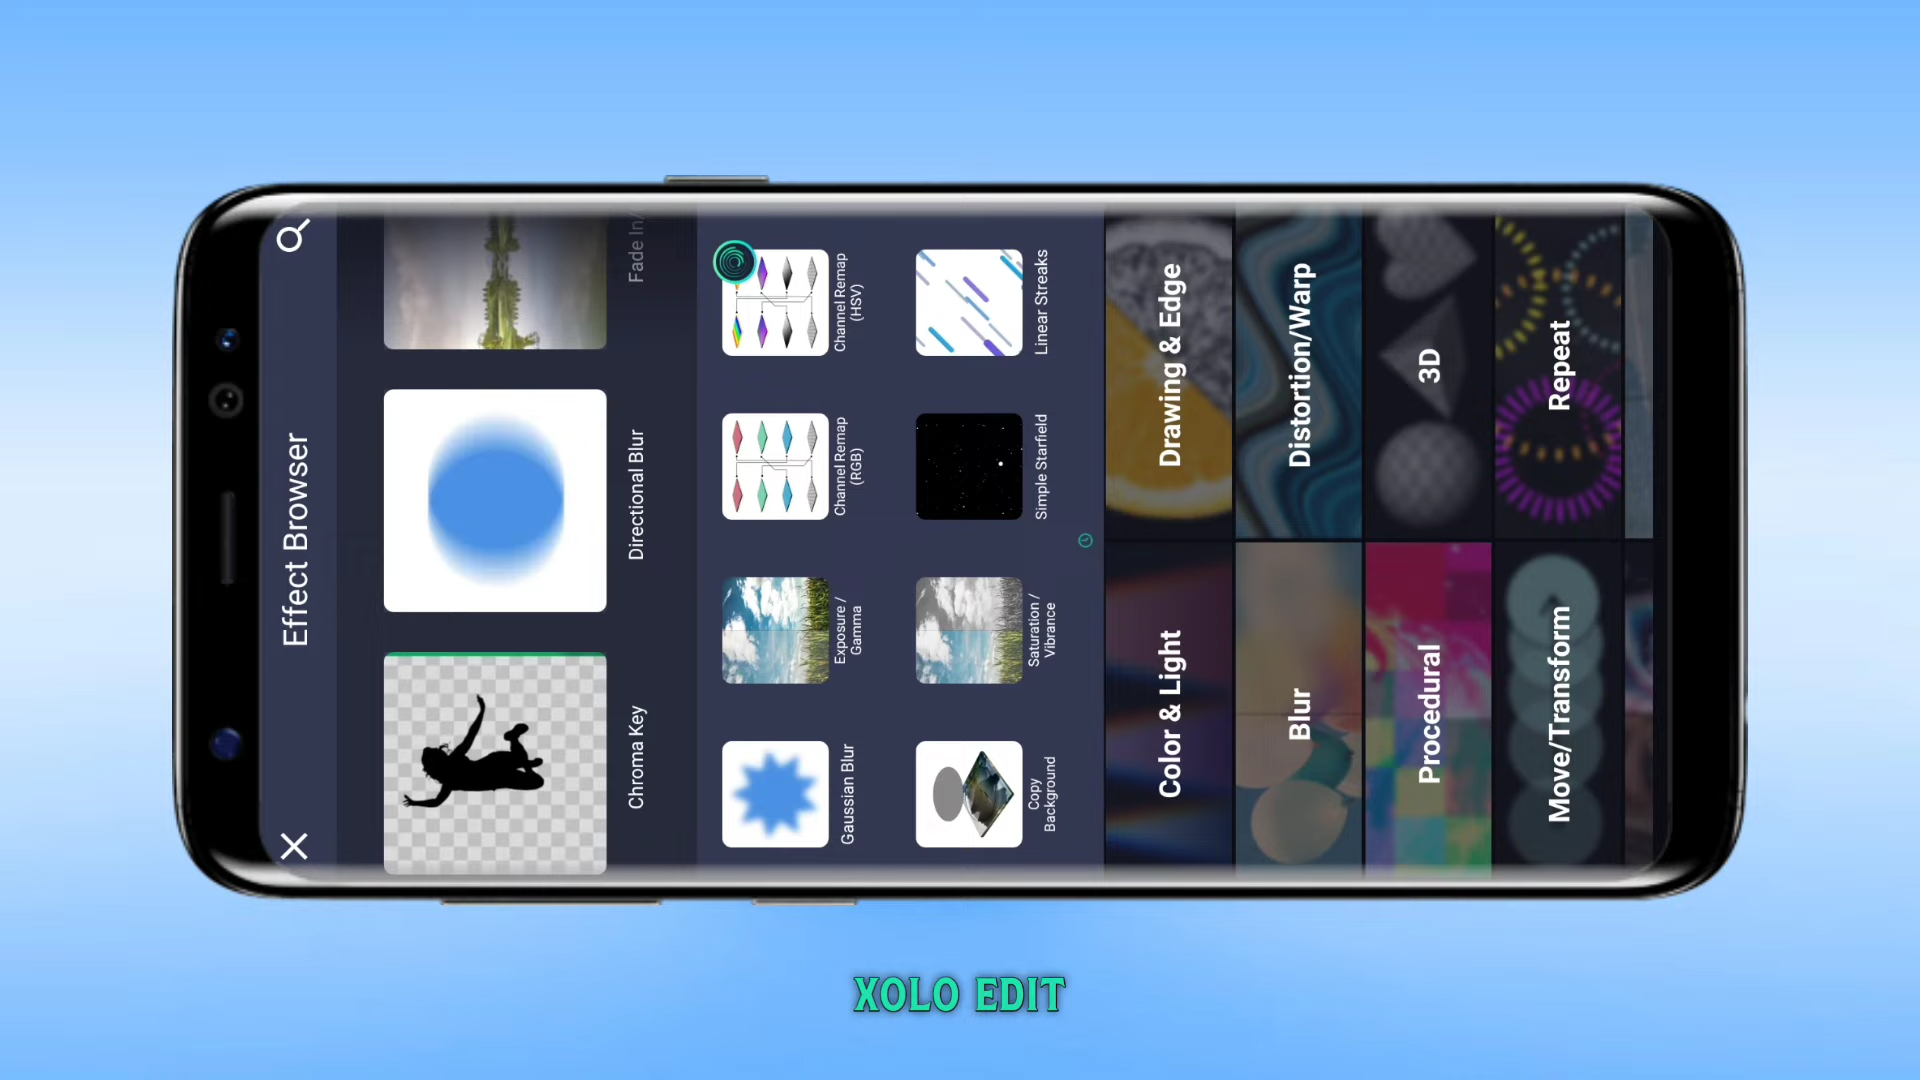 Effect Browser
Chroma Key
Directional Blur
Fade In/
Gaussian Blur
Exposure /
Gamma
Channel Remap
(RGB)
Channel Remap
(HSV)
Copy
Background
Saturation /
Vibrance
Simple Starfield
Linear Streaks
Color & Light
Drawing & Edge
Blur
Distortion/Warp
Procedural
3D
Move/Transform
Repeat
XOLO EDIT